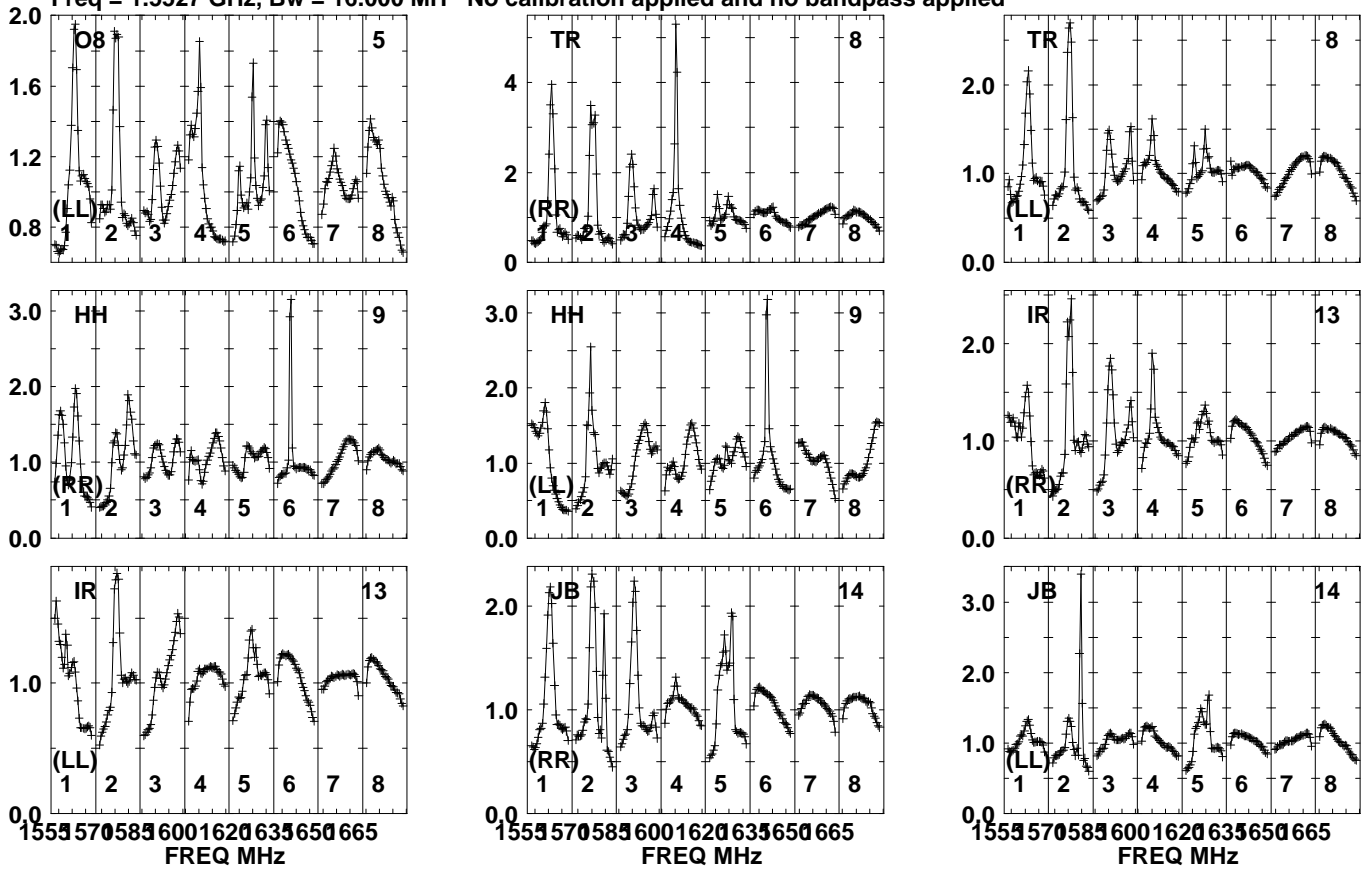 Freq = 1.5527 GHz, Bw = 16.000 MH No calibration applied and no bandpass applied
2.0 1.6 1.2 0.8 O8 5 (LL) 1 2 3 4 5 6 7 8
4 2 0 TR 8 (RR) 1 2 3 4 5 6 7 8
2.0 1.0 0.0 TR 8 (LL) 1 2 3 4 5 6 7 8
3.0 2.0 1.0 0.0 HH 9 (RR) 1 2 3 4 5 6 7 8
3.0 2.0 1.0 0.0 HH 9 (LL) 1 2 3 4 5 6 7 8
2.0 1.0 0.0 IR 13 (RR) 1 2 3 4 5 6 7 8
1.0 0.0 IR 13 (LL) 1 2 3 4 5 6 7 8
2.0 1.0 0.0 JB 14 (RR) 1 2 3 4 5 6 7 8
3.0 2.0 1.0 0.0 JB 14 (LL) 1 2 3 4 5 6 7 8
1555 1570 1585 1600 1620 1635 1650 1665
FREQ MHz
1555 1570 1585 1600 1620 1635 1650 1665
FREQ MHz
1555 1570 1585 1600 1620 1635 1650 1665
FREQ MHz